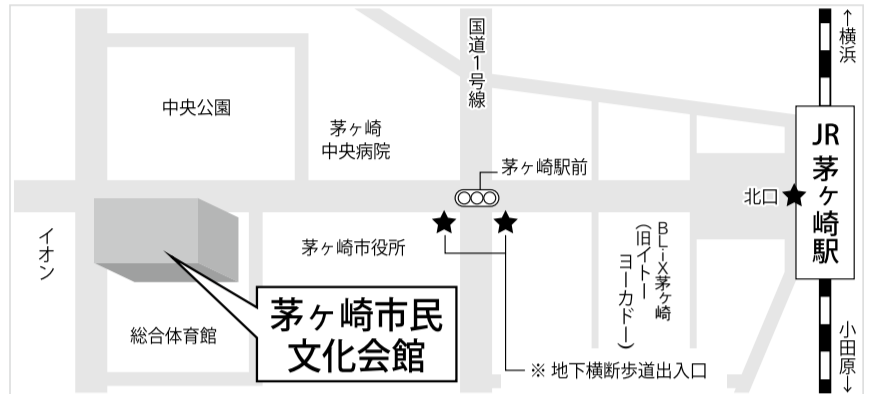 国道1号線
↑横浜
中央公園
茅ヶ崎
中央病院
茅ヶ崎駅前
JR茅ヶ崎駅
北口
イオン
茅ヶ崎市役所
BLiX茅ヶ崎
(旧イトー
ヨーカドー)
総合体育館
茅ヶ崎市民
文化会館
※ 地下横断歩道出入口
小田原↓